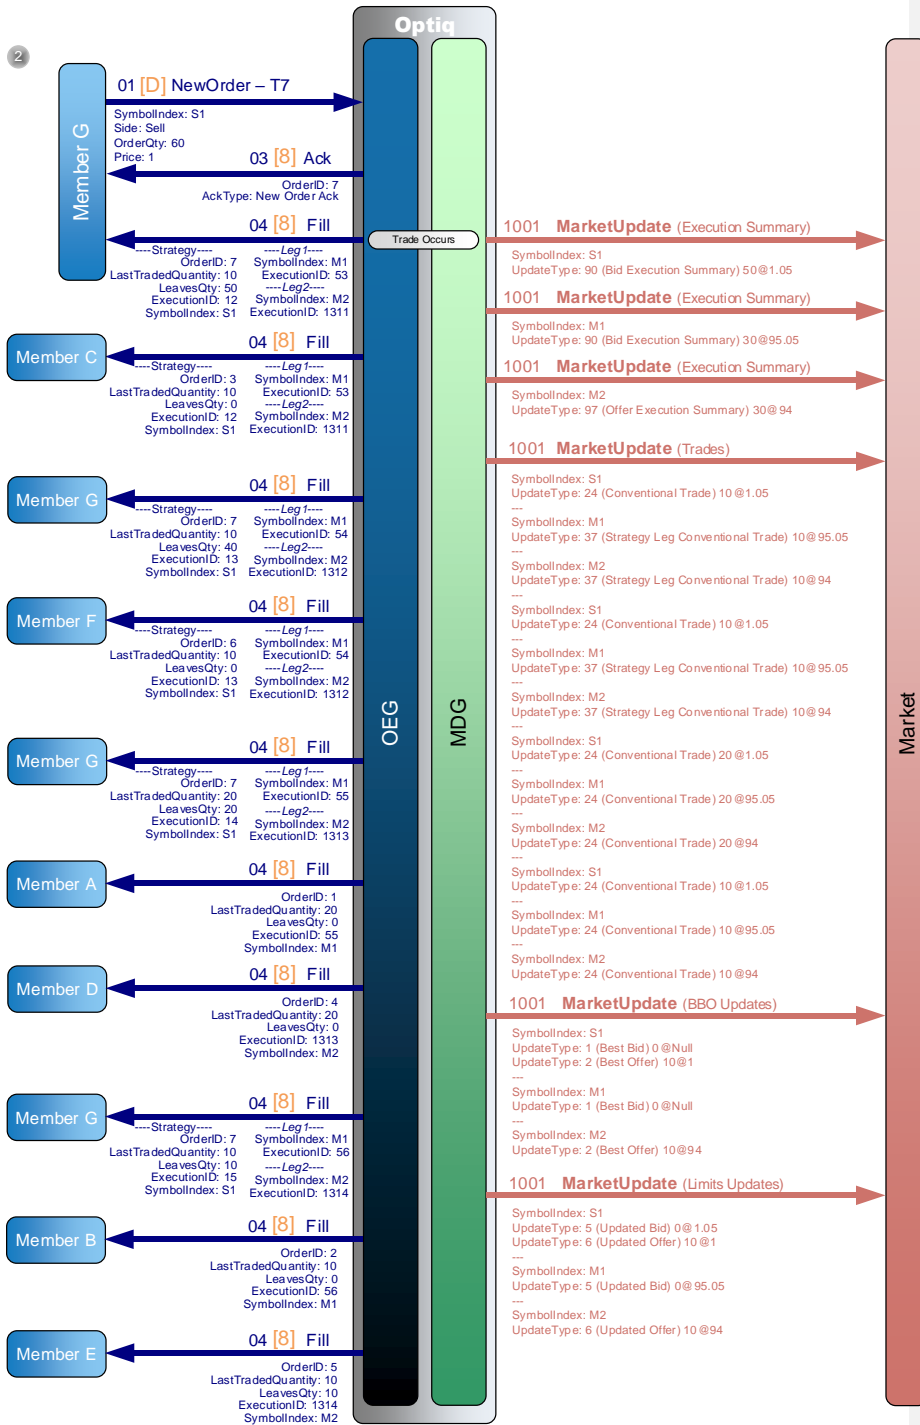 Optiq
2
01 [D] NewOrder – T7
SymbolIndex: S1
Side: Sell
OrderQty: 60
Price: 1
Member G
03 [8] Ack
OrderID: 7
AckType: New Order Ack
04 [8] Fill
Trade Occurs
----Strategy----
OrderID: 7
LastTradedQuantity: 10
LeavesQty: 50
ExecutionID: 12
SymbolIndex: S1
----Leg1----
SymbolIndex: M1
ExecutionID: 53
----Leg2----
SymbolIndex: M2
ExecutionID: 1311
Member C
04 [8] Fill
----Strategy----
OrderID: 3
LastTradedQuantity: 10
LeavesQty: 0
ExecutionID: 12
SymbolIndex: S1
----Leg1----
SymbolIndex: M1
ExecutionID: 53
----Leg2----
SymbolIndex: M2
ExecutionID: 1311
Member G
04 [8] Fill
----Strategy----
OrderID: 7
LastTradedQuantity: 10
LeavesQty: 40
ExecutionID: 13
SymbolIndex: S1
----Leg1----
SymbolIndex: M1
ExecutionID: 54
----Leg2----
SymbolIndex: M2
ExecutionID: 1312
Member F
04 [8] Fill
----Strategy----
OrderID: 6
LastTradedQuantity: 10
LeavesQty: 0
ExecutionID: 13
SymbolIndex: S1
----Leg1----
SymbolIndex: M1
ExecutionID: 54
----Leg2----
SymbolIndex: M2
ExecutionID: 1312
Member G
04 [8] Fill
----Strategy----
OrderID: 7
LastTradedQuantity: 20
LeavesQty: 20
ExecutionID: 14
SymbolIndex: S1
----Leg1----
SymbolIndex: M1
ExecutionID: 55
----Leg2----
SymbolIndex: M2
ExecutionID: 1313
Member A
04 [8] Fill
OrderID: 1
LastTradedQuantity: 20
LeavesQty: 0
ExecutionID: 55
SymbolIndex: M1
Member D
04 [8] Fill
OrderID: 4
LastTradedQuantity: 20
LeavesQty: 0
ExecutionID: 1313
SymbolIndex: M2
Member G
04 [8] Fill
----Strategy----
OrderID: 7
LastTradedQuantity: 10
LeavesQty: 10
ExecutionID: 15
SymbolIndex: S1
----Leg1----
SymbolIndex: M1
ExecutionID: 56
----Leg2----
SymbolIndex: M2
ExecutionID: 1314
Member B
04 [8] Fill
OrderID: 2
LastTradedQuantity: 10
LeavesQty: 0
ExecutionID: 56
SymbolIndex: M1
Member E
04 [8] Fill
OrderID: 5
LastTradedQuantity: 10
LeavesQty: 10
ExecutionID: 1314
SymbolIndex: M2
OEG
MDG
1001 MarketUpdate (Execution Summary)
SymbolIndex: S1
UpdateType: 90 (Bid Execution Summary) 50@1.05
1001 MarketUpdate (Execution Summary)
SymbolIndex: M1
UpdateType: 90 (Bid Execution Summary) 30@95.05
1001 MarketUpdate (Execution Summary)
SymbolIndex: M2
UpdateType: 97 (Offer Execution Summary) 30@94
1001 MarketUpdate (Trades)
SymbolIndex: S1
UpdateType: 24 (Conventional Trade) 10@1.05
---
SymbolIndex: M1
UpdateType: 37 (Strategy Leg Conventional Trade) 10@95.05
---
SymbolIndex: M2
UpdateType: 37 (Strategy Leg Conventional Trade) 10@94
---
SymbolIndex: S1
UpdateType: 24 (Conventional Trade) 10@1.05
---
SymbolIndex: M1
UpdateType: 37 (Strategy Leg Conventional Trade) 10@95.05
---
SymbolIndex: M2
UpdateType: 37 (Strategy Leg Conventional Trade) 10@94
---
SymbolIndex: S1
UpdateType: 24 (Conventional Trade) 20@1.05
---
SymbolIndex: M1
UpdateType: 24 (Conventional Trade) 20@95.05
---
SymbolIndex: M2
UpdateType: 24 (Conventional Trade) 20@94
---
SymbolIndex: S1
UpdateType: 24 (Conventional Trade) 10@1.05
---
SymbolIndex: M1
UpdateType: 24 (Conventional Trade) 10@95.05
---
SymbolIndex: M2
UpdateType: 24 (Conventional Trade) 10@94
1001 MarketUpdate (BBO Updates)
SymbolIndex: S1
UpdateType: 1 (Best Bid) 0@Null
UpdateType: 2 (Best Offer) 10@1
---
SymbolIndex: M1
UpdateType: 1 (Best Bid) 0@Null
---
SymbolIndex: M2
UpdateType: 2 (Best Offer) 10@94
1001 MarketUpdate (Limits Updates)
SymbolIndex: S1
UpdateType: 5 (Updated Bid) 0@1.05
UpdateType: 6 (Updated Offer) 10@1
---
SymbolIndex: M1
UpdateType: 5 (Updated Bid) 0@95.05
---
SymbolIndex: M2
UpdateType: 6 (Updated Offer) 10@94
Market